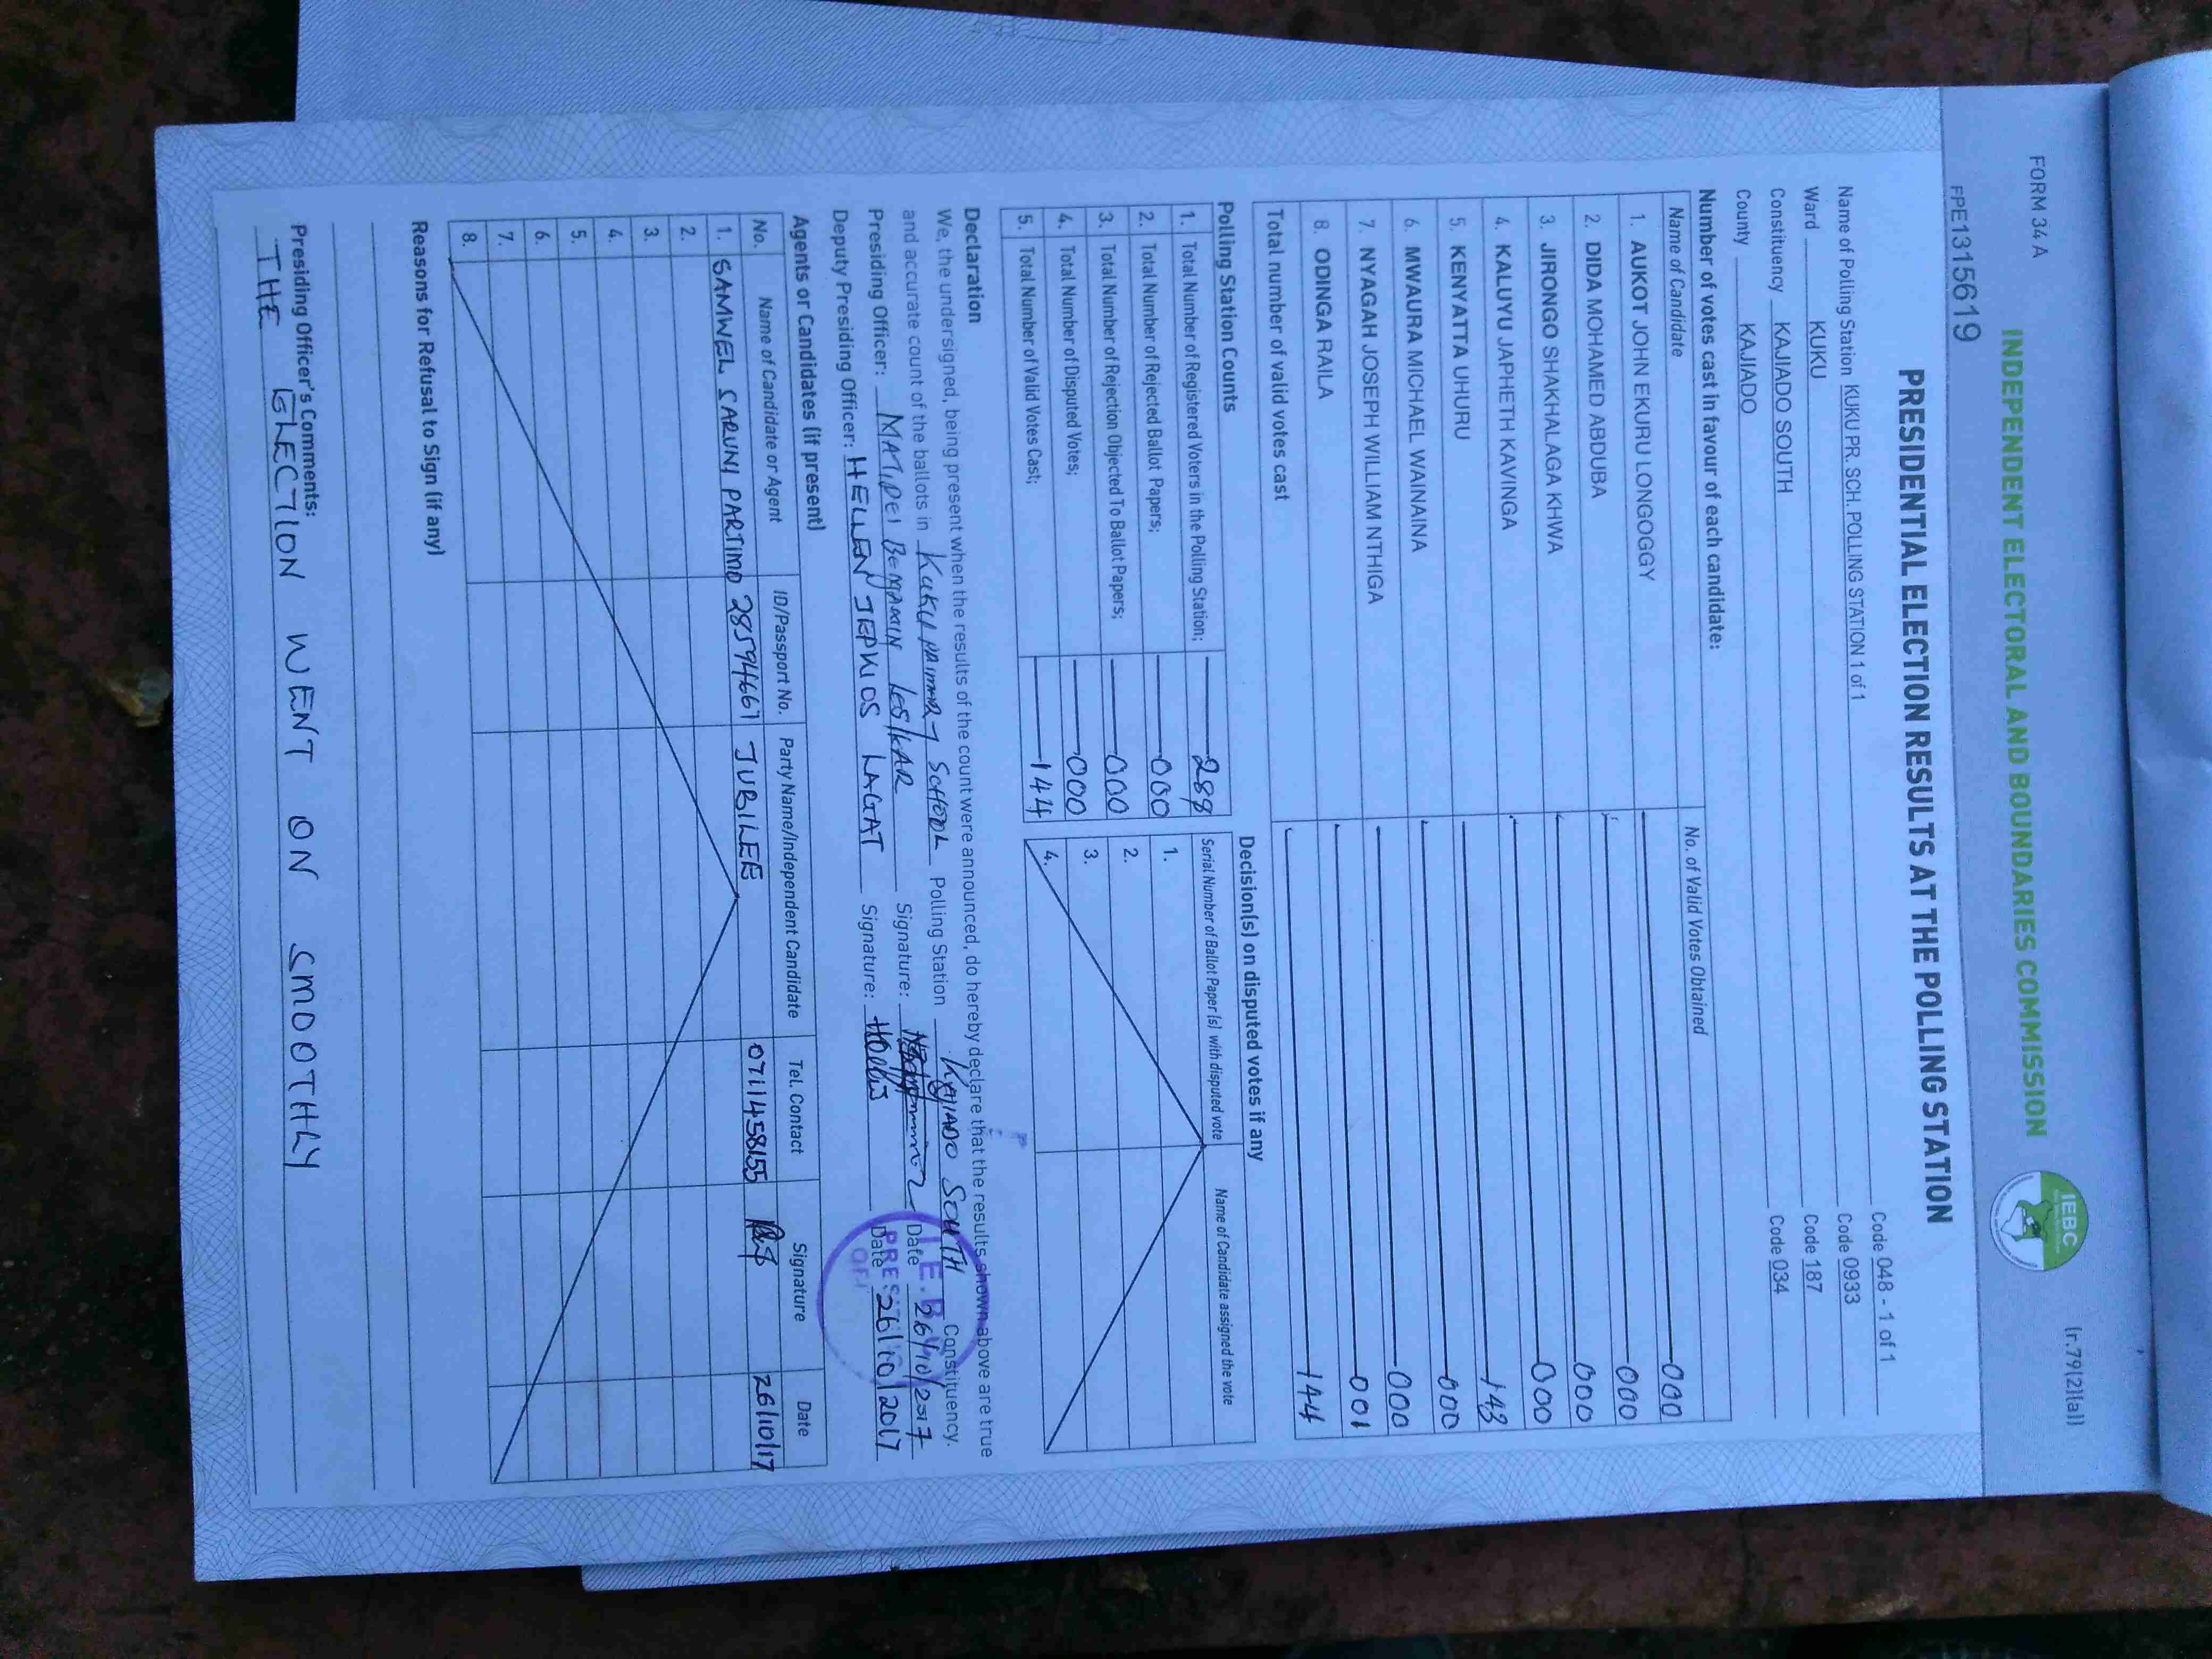 FORM 34 A
(r.79(2)(a))
INDEPENDENT ELECTORAL AND BOUNDARIES COMMISSION
IEBC
FPE1315619
PRESIDENTIAL ELECTION RESULTS AT THE POLLING STATION
Name of Polling Station KUKU PR. SCH. POLLING STATION 1 of 1 Code 048 - 1 of 1
Ward KUKU Code 0933
Constituency KAJIADO SOUTH Code 187
County KAJIADO Code 034
Number of votes cast in favour of each candidate:
Name of Candidate No. of Valid Votes Obtained
1. AUKOT JOHN EKURU LONGOGGY 000
2. DIDA MOHAMED ABDUBA 000
3. JIRONGO SHAKHALAGA KHWA 000
4. KALUYU JAPHETH KAVINGA 000
5. KENYATTA UHURU 143
6. MWAURA MICHAEL WAINAINA 000
7. NYAGAH JOSEPH WILLIAM NTHIGA 000
8. ODINGA RAILA 001
Total number of valid votes cast 144
Polling Station Counts
1. Total Number of Registered Voters in the Polling Station; 288
2. Total Number of Rejected Ballot Papers; 000
3. Total Number of Rejection Objected To Ballot Papers; 000
4. Total Number of Disputed Votes; 000
5. Total Number of Valid Votes Cast; 144
Decision(s) on disputed votes if any
Serial Number of Ballot Paper (s) with disputed vote Name of Candidate assigned the vote
1.
2.
3.
4.
Declaration
We, the undersigned, being present when the results of the count were announced, do hereby declare that the results shown above are true
and accurate count of the ballots in KUKU PRIMARY SCHOOL Polling Station KAJIADO SOUTH Constituency.
Presiding Officer: BENJAMIN Signature: Date 26/10/2017
Deputy Presiding Officer: HELLEN JEPKIOS LAGAT Signature: Date 26/10/2017
I.E.B.C
Agents or Candidates (if present)
No. Name of Candidate or Agent ID/Passport No. Party Name/Independent Candidate Tel. Contact Signature Date
1. SAMWEL SARUNI PARTIMO 28594661 JUBILEE 0711458155 26/10/17
2.
3.
4.
5.
6.
7.
8.
Reasons for Refusal to Sign (if any)
Presiding Officer's Comments:
THE ELECTION WENT ON SMOOTHLY